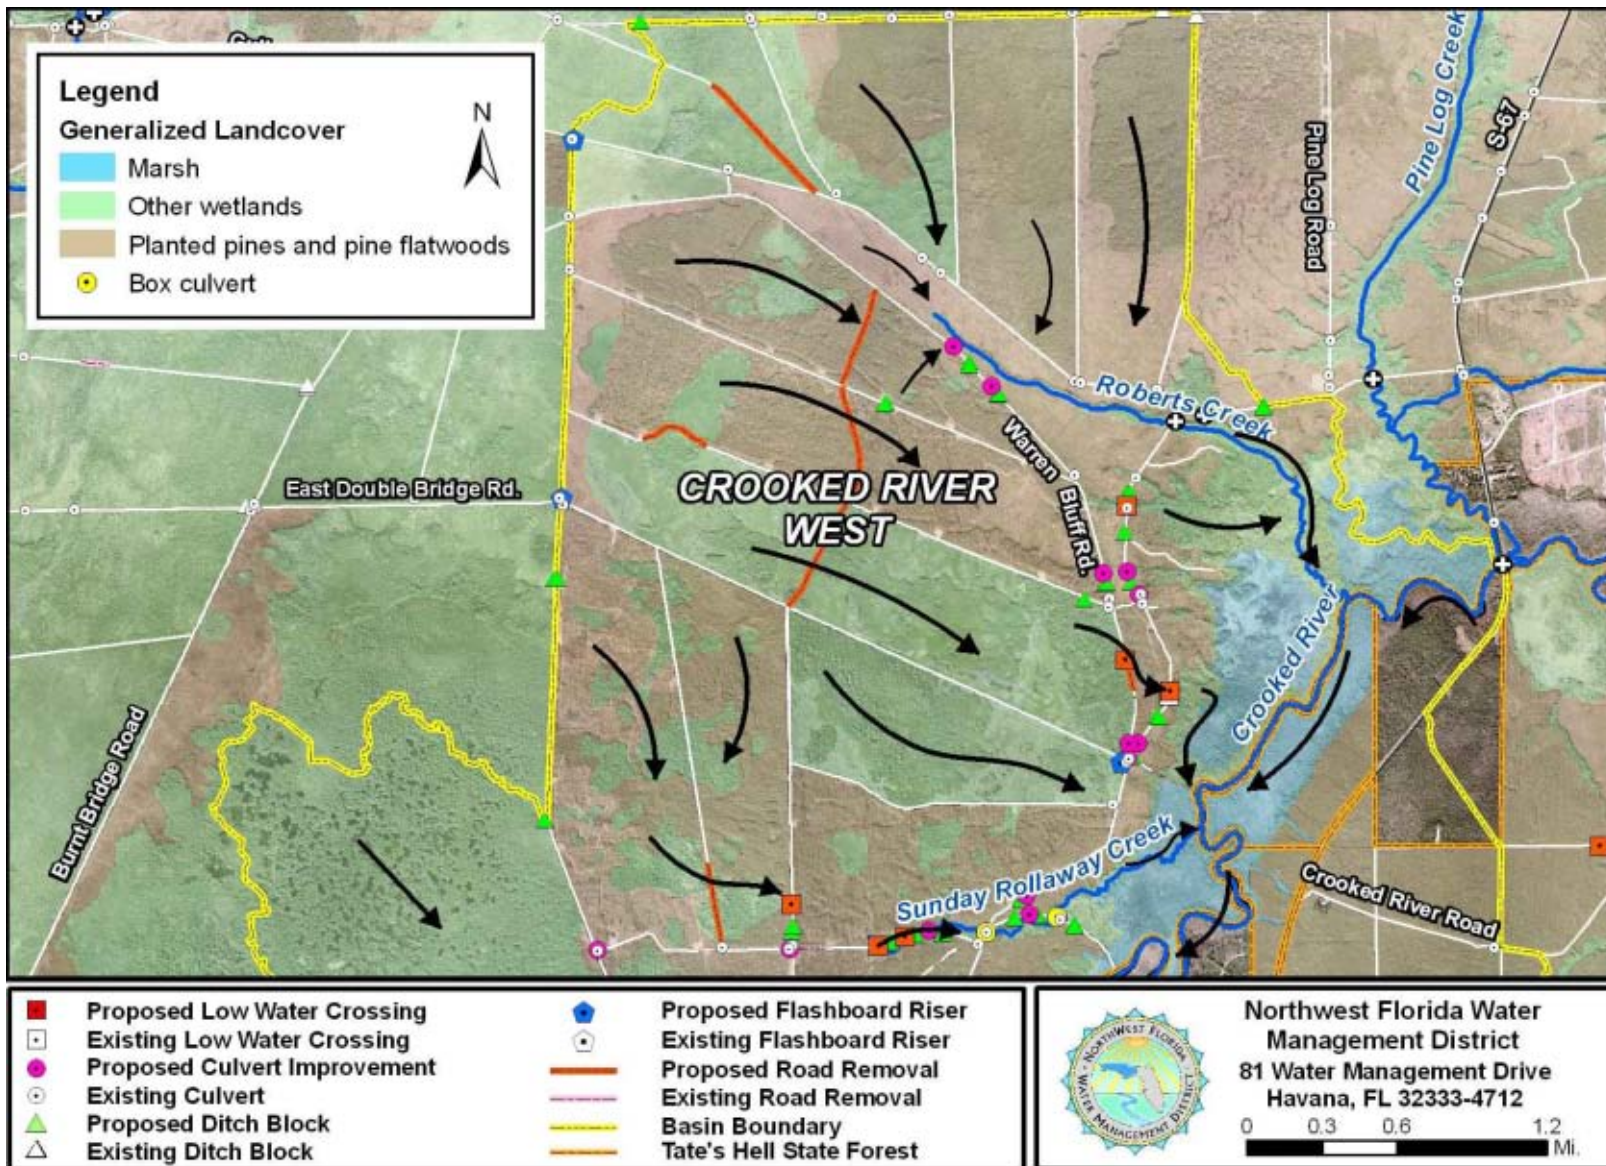 Legend
N
Generalized Landcover
Marsh
Other wetlands
Planted pines and pine flatwoods
Box culvert
Pine Log Creek
S-67
Pine Log Road
Roberts Creek
Warren Bluff Rd.
East Double Bridge Rd.
CROOKED RIVER
WEST
Crooked River
Burnt Bridge Road
Sunday Rollaway Creek
Crooked River Road
Proposed Low Water Crossing
Existing Low Water Crossing
Proposed Culvert Improvement
Existing Culvert
Proposed Ditch Block
Existing Ditch Block
Proposed Flashboard Riser
Existing Flashboard Riser
Proposed Road Removal
Existing Road Removal
Basin Boundary
Tate's Hell State Forest
NORTHWEST FLORIDA
WATER MANAGEMENT DISTRICT
Northwest Florida Water
Management District
81 Water Management Drive
Havana, FL 32333-4712
0 0.3 0.6 1.2
Mi.